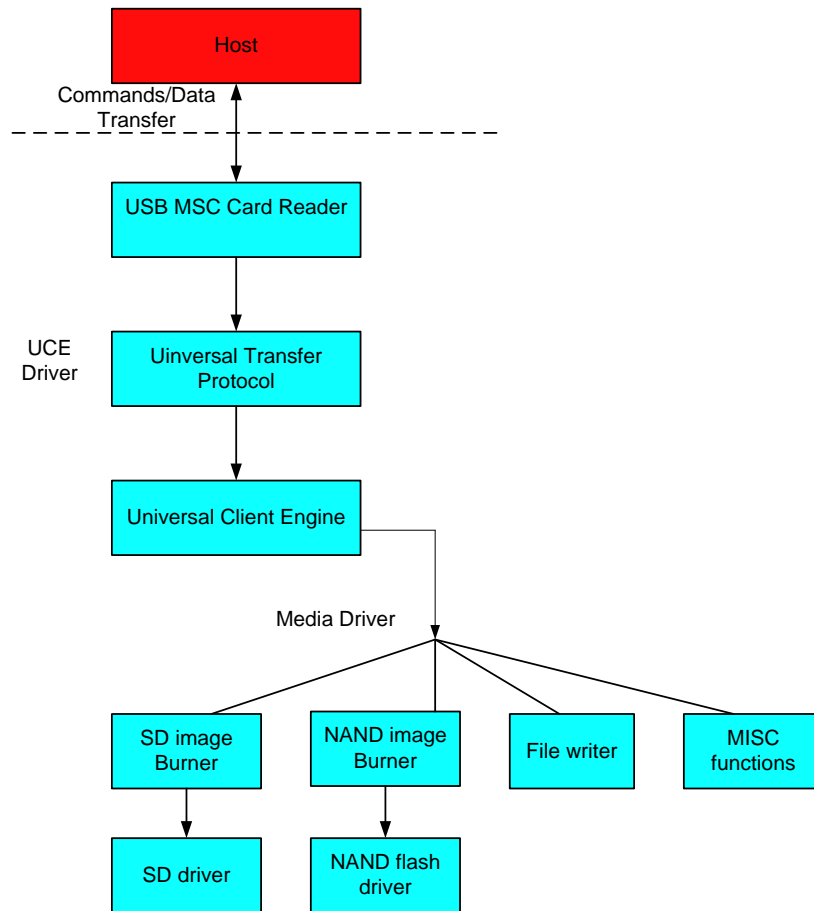 Host
Commands/Data
Transfer
USB MSC Card Reader
UCE
Driver
Uinversal Transfer
Protocol
Universal Client Engine
Media Driver
SD image
Burner
NAND image
Burner
File writer
MISC
functions
SD driver
NAND flash
driver